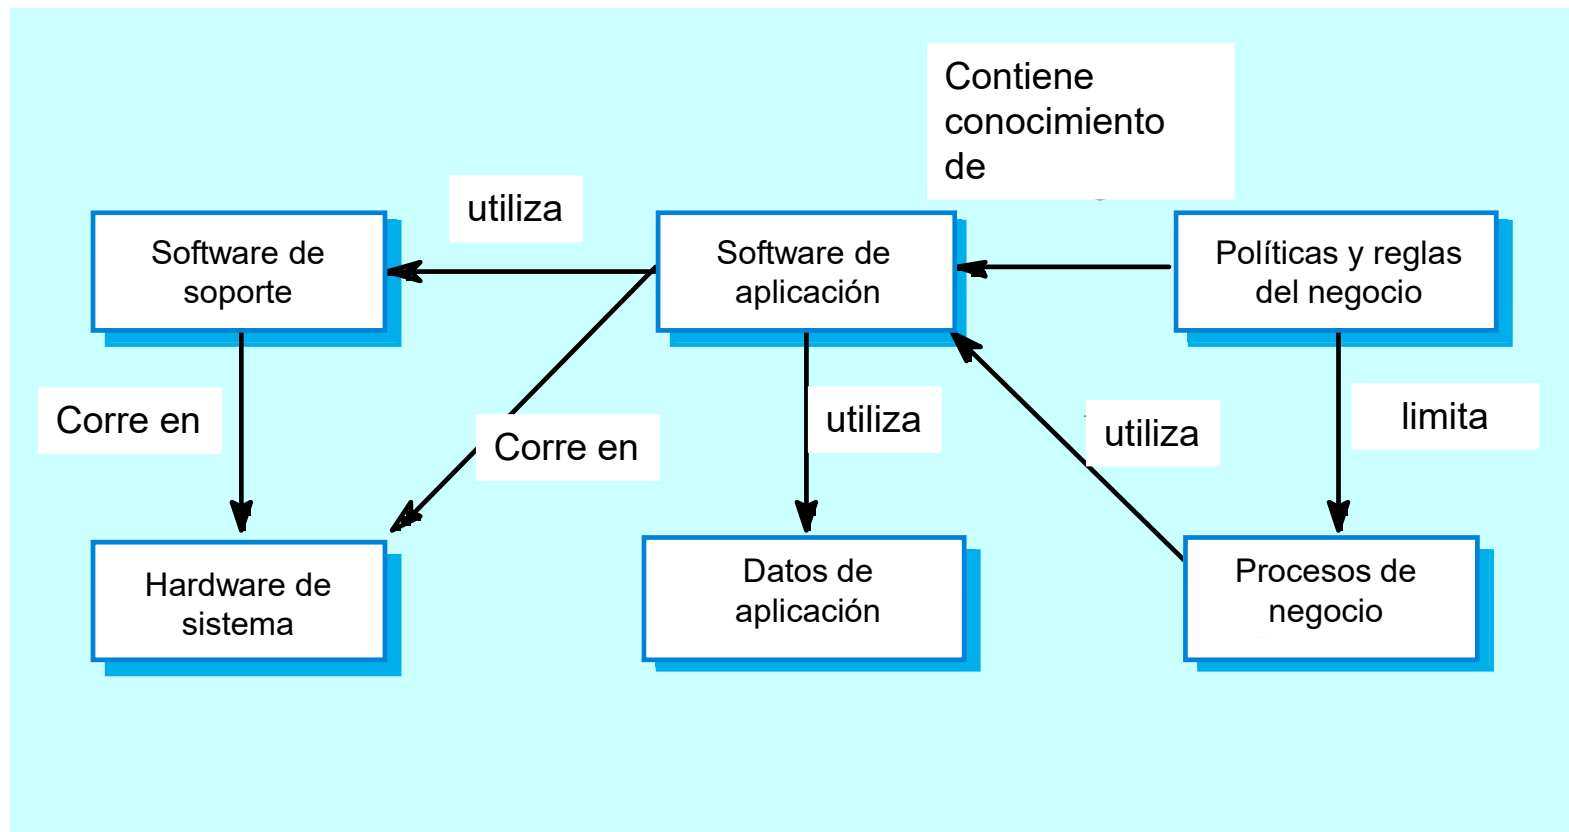 Contiene
conocimiento
de
utiliza
Software de
soporte
Software de
aplicación
Políticas y reglas
del negocio
Corre en
Corre en
utiliza
utiliza
limita
Hardware de
sistema
Datos de
aplicación
Procesos de
negocio